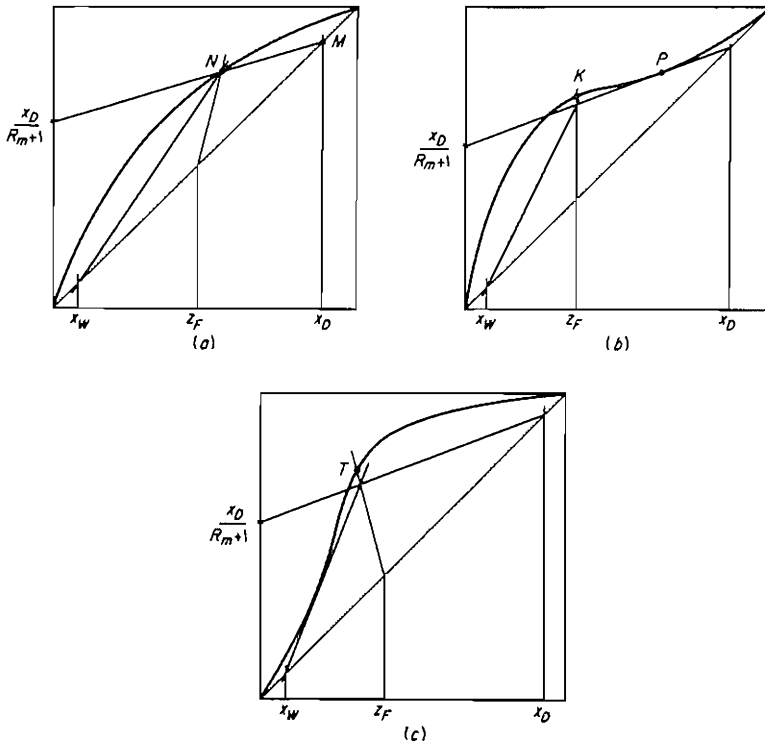 N
M
x_D
R_m+1
x_W
z_F
x_D
(a)
K
P
x_D
R_m+1
x_W
z_F
x_D
(b)
T
x_D
R_m+1
x_W
z_F
x_D
(c)